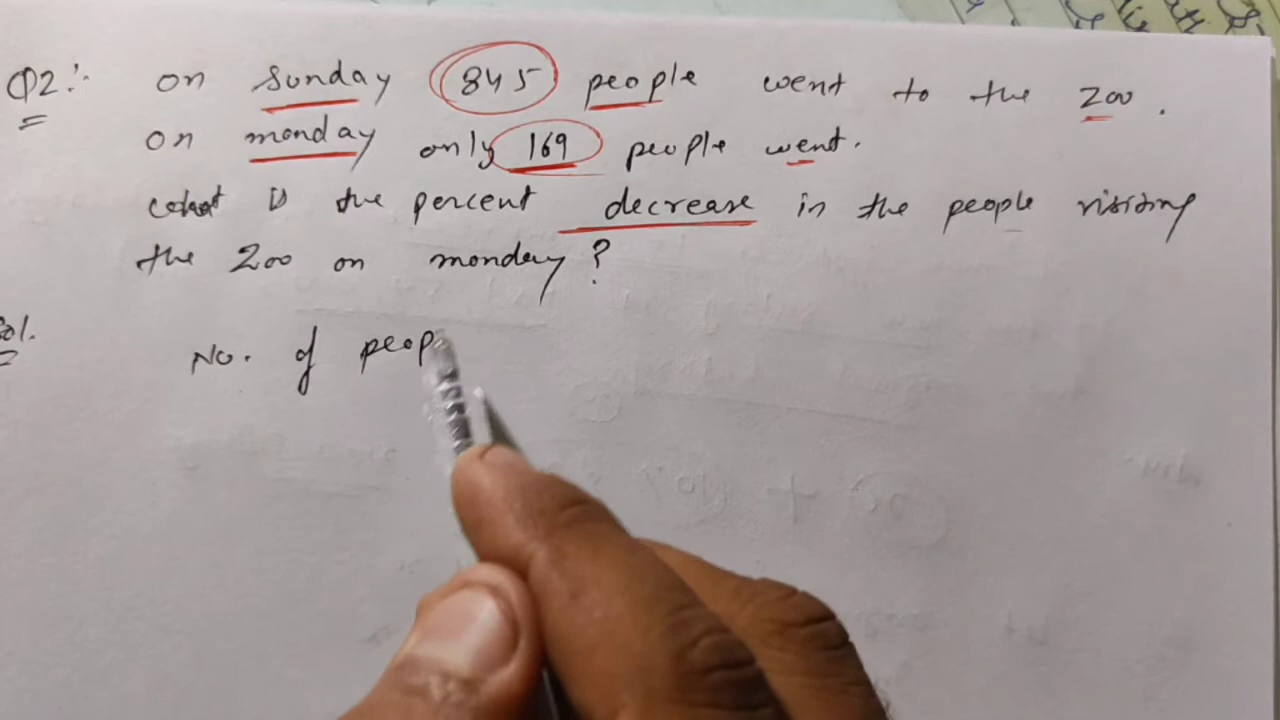 Q2:- on sunday 845 people went to the zoo.
on monday only 169 people went.
what is the percent decrease in the people visiting
the zoo on monday?
Sol. No. of peop